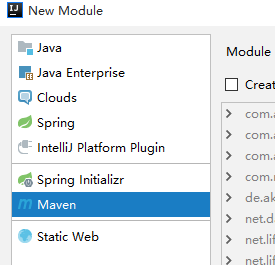 New Module
Java
Java Enterprise
Clouds
Spring
IntelliJ Platform Plugin
Spring Initializr
Maven
Static Web
Module
Creat
com.a
com.a
com.a
com.r
de.ak
net.d
net.lif
net.lif